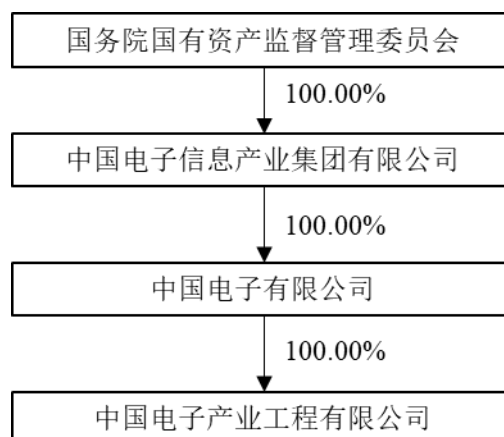 国务院国有资产监督管理委员会
100.00%
中国电子信息产业集团有限公司
100.00%
中国电子有限公司
100.00%
中国电子产业工程有限公司